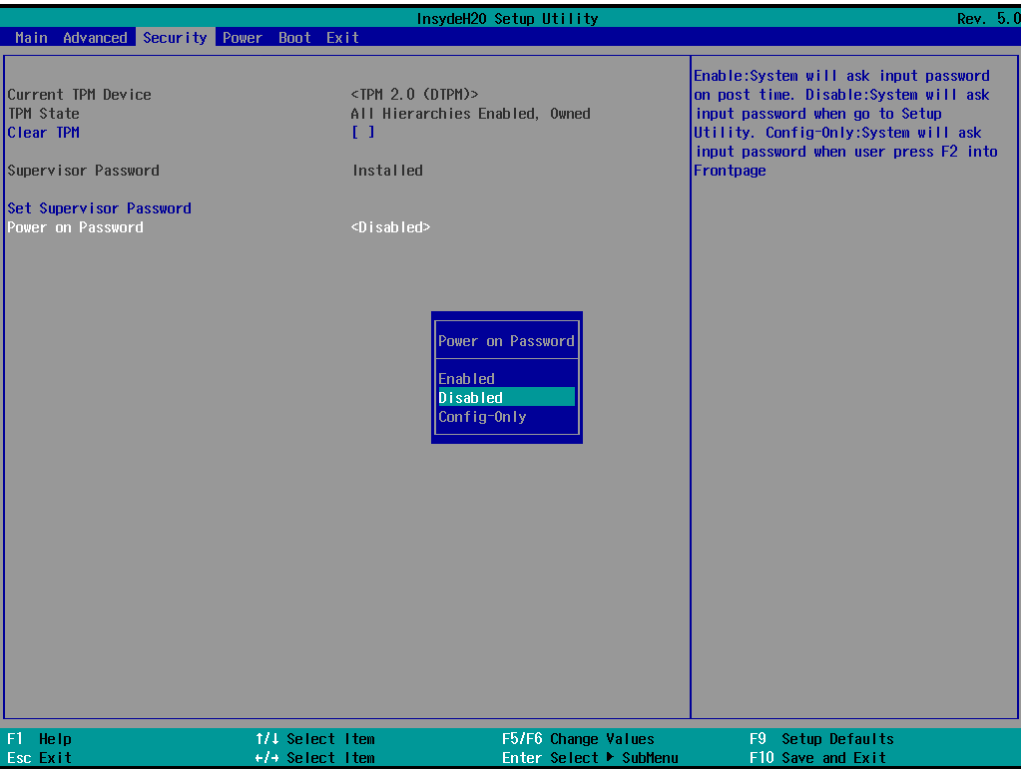 InsydeH20 Setup Utility Rev. 5.0
Main Advanced Security Power Boot Exit
Current TPM Device <TPM 2.0 (DTPM)>
TPM State All Hierarchies Enabled, Owned
Clear TPM [ ]
Supervisor Password Installed
Set Supervisor Password
Power on Password <Disabled>
Enable:System will ask input password
on post time. Disable:System will ask
input password when go to Setup
Utility. Config-Only:System will ask
input password when user press F2 into
Frontpage
Power on Password
Enabled
Disabled
Config-Only
F1 Help ↑/↓ Select Item F5/F6 Change Values F9 Setup Defaults
Esc Exit ←/→ Select Item Enter Select ▶ SubMenu F10 Save and Exit